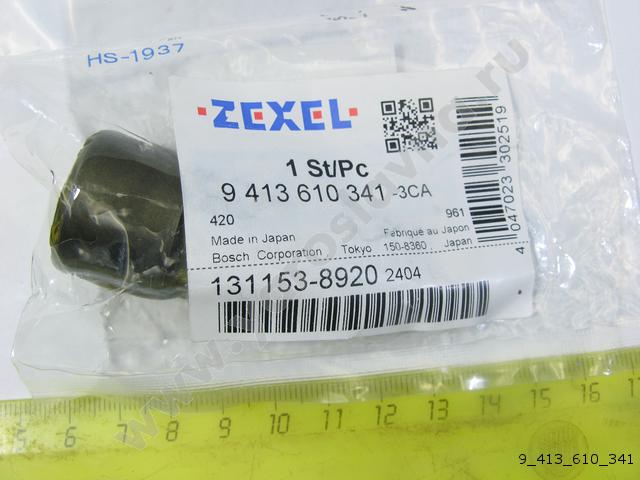 HS-1937
ZEXEL
1 St/Pc
9 413 610 341 -3CA
420 961
Made in Japan Fabriqué au Japon
Bosch Corporation Tokyo 150-8360 Japan
131153-8920 2404
4 047023 302519
5 6 7 8 9 10 11 12 13 14 15 16 17
9_413_610_341